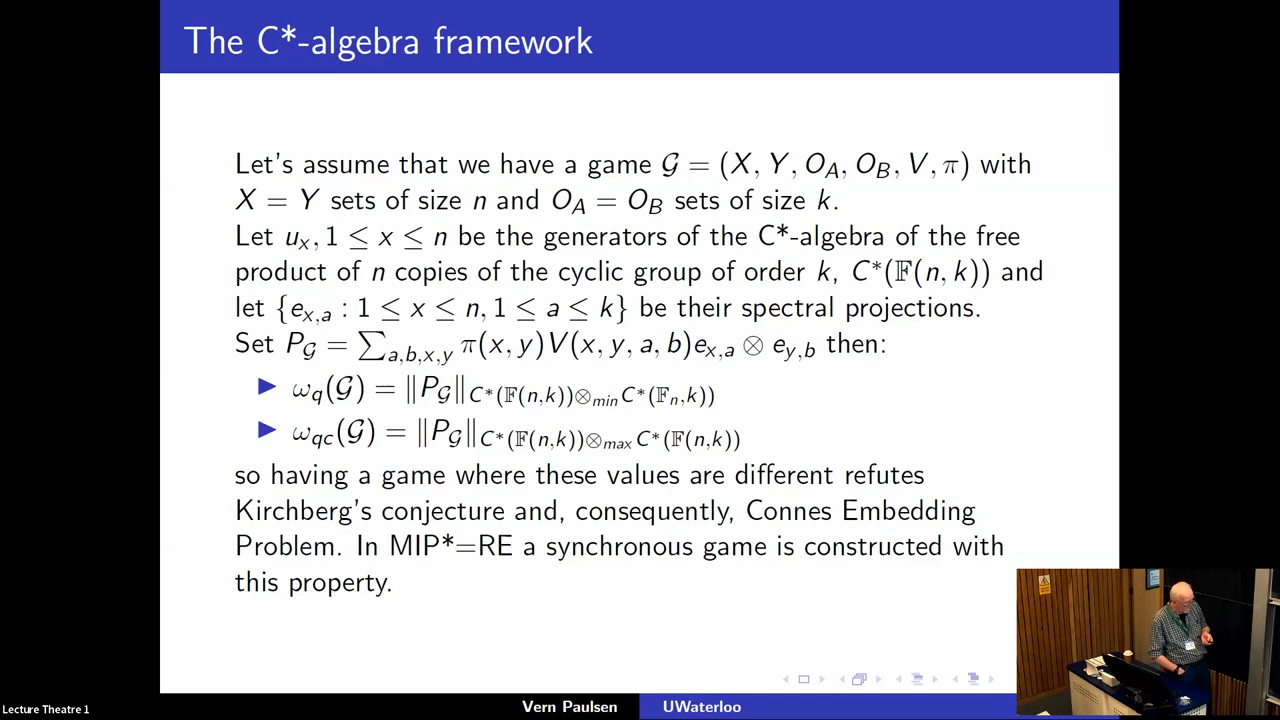 The C*-algebra framework
Let's assume that we have a game 𝒢 = (X, Y, O_A, O_B, V, π) with
X = Y sets of size n and O_A = O_B sets of size k.
Let u_x, 1 ≤ x ≤ n be the generators of the C*-algebra of the free
product of n copies of the cyclic group of order k, C*(𝔽(n, k)) and
let {e_{x,a} : 1 ≤ x ≤ n, 1 ≤ a ≤ k} be their spectral projections.
Set P_𝒢 = ∑_{a,b,x,y} π(x, y)V(x, y, a, b)e_{x,a} ⊗ e_{y,b} then:
▶ ω_q(𝒢) = ‖P_𝒢‖_{C*(𝔽(n,k))⊗_{min}C*(𝔽_n,k))}
▶ ω_{qc}(𝒢) = ‖P_𝒢‖_{C*(𝔽(n,k))⊗_{max}C*(𝔽(n,k))}
so having a game where these values are different refutes
Kirchberg's conjecture and, consequently, Connes Embedding
Problem. In MIP*=RE a synchronous game is constructed with
this property.
Vern Paulsen UWaterloo
Lecture Theatre 1